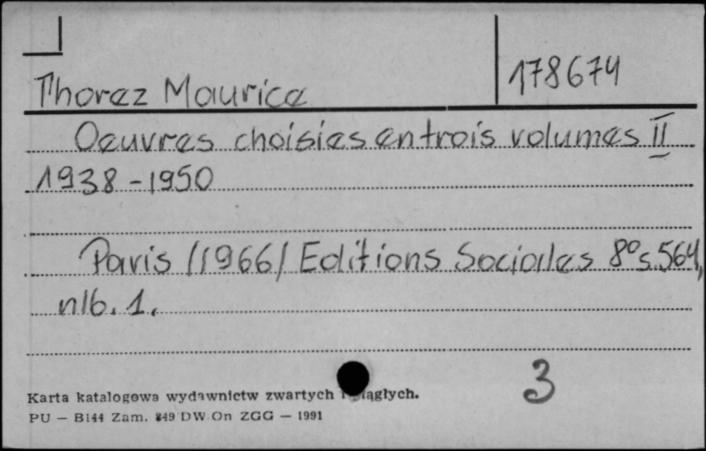 178674
Thorez Maurice
Oeuvres choisies en trois volumes II
1938-1950
Paris /1966/ Editions Sociales 8° s. 564,
nlb. 1.
3
Karta katalogowa wydawnictw zwartych i ciągłych.
PU — B144 Zam. 849 DW On ZGG — 1991